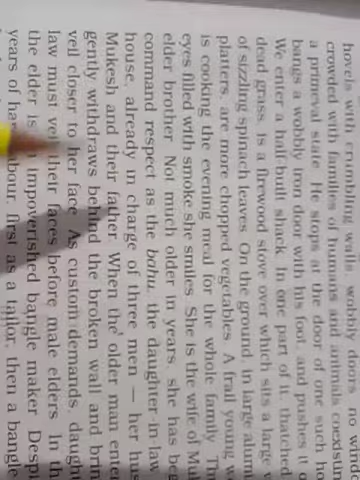 hovels with crumbling walls, wobbly doors, no windo
crowded with families of humans and animals coexistin
a primeval state. He stops at the door of one such ho
bangs a wobbly iron door with his foot, and pushes it o
We enter a half-built shack. In one part of it, thatched
dead grass, is a firewood stove over which sits a large v
of sizzling spinach leaves. On the ground, in large alumi
platters, are more chopped vegetables. A frail young w
is cooking the evening meal for the whole family. Th
eyes filled with smoke she smiles. She is the wife of Muk
elder brother. Not much older in years, she has beg
command respect as the bahu, the daughter-in-law
house, already in charge of three men — her hus
Mukesh and their father. When the older man enter
gently withdraws behind the broken wall and brin
veil closer to her face. As custom demands, daught
law must veil their faces before male elders. In th
the elder is impoverished bangle maker. Despi
years of har labour, first as a tailor, then a bangle